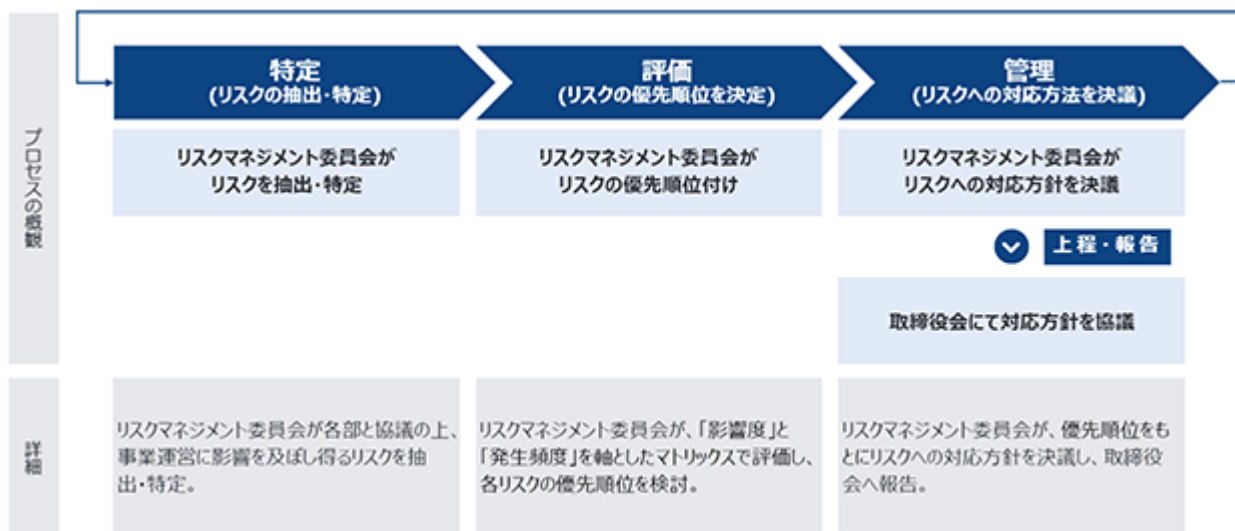 プロセスの概観
特定
(リスクの抽出・特定)
評価
(リスクの優先順位を決定)
管理
(リスクへの対応方法を決議)
リスクマネジメント委員会が
リスクを抽出・特定
リスクマネジメント委員会が
リスクの優先順位付け
リスクマネジメント委員会が
リスクへの対応方針を決議
上程・報告
取締役会にて対応方針を協議
詳細
リスクマネジメント委員会が各部と協議の上、
事業運営に影響を及ぼし得るリスクを抽
出・特定。
リスクマネジメント委員会が、「影響度」と
「発生頻度」を軸としたマトリックスで評価し、
各リスクの優先順位を検討。
リスクマネジメント委員会が、優先順位をも
とにリスクへの対応方針を決議し、取締役
会へ報告。